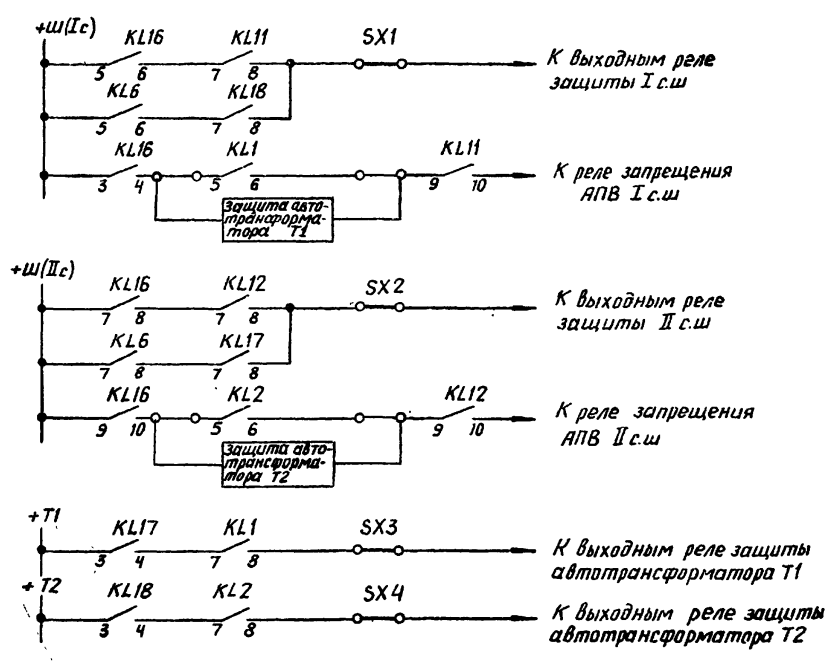 +Ш(Iс)
KL16 KL11 SX1
5 6 7 8
К выходным реле
защиты I с.ш
KL6 KL18
5 6 7 8
KL16 KL1 KL11
3 4 5 6 9 10
К реле запрещения
АПВ I с.ш
Защита авто-
трансформа-
тора Т1
+Ш(IIс)
KL16 KL12 SX2
7 8 7 8
К выходным реле
защиты II с.ш
KL6 KL17
7 8 7 8
KL16 KL2 KL12
9 10 5 6 9 10
К реле запрещения
АПВ II с.ш
Защита авто-
трансформа-
тора Т2
+Т1
KL17 KL1 SX3
3 4 7 8
К выходным реле защиты
автотрансформатора Т1
+Т2
KL18 KL2 SX4
3 4 7 8
К выходным реле защиты
автотрансформатора Т2